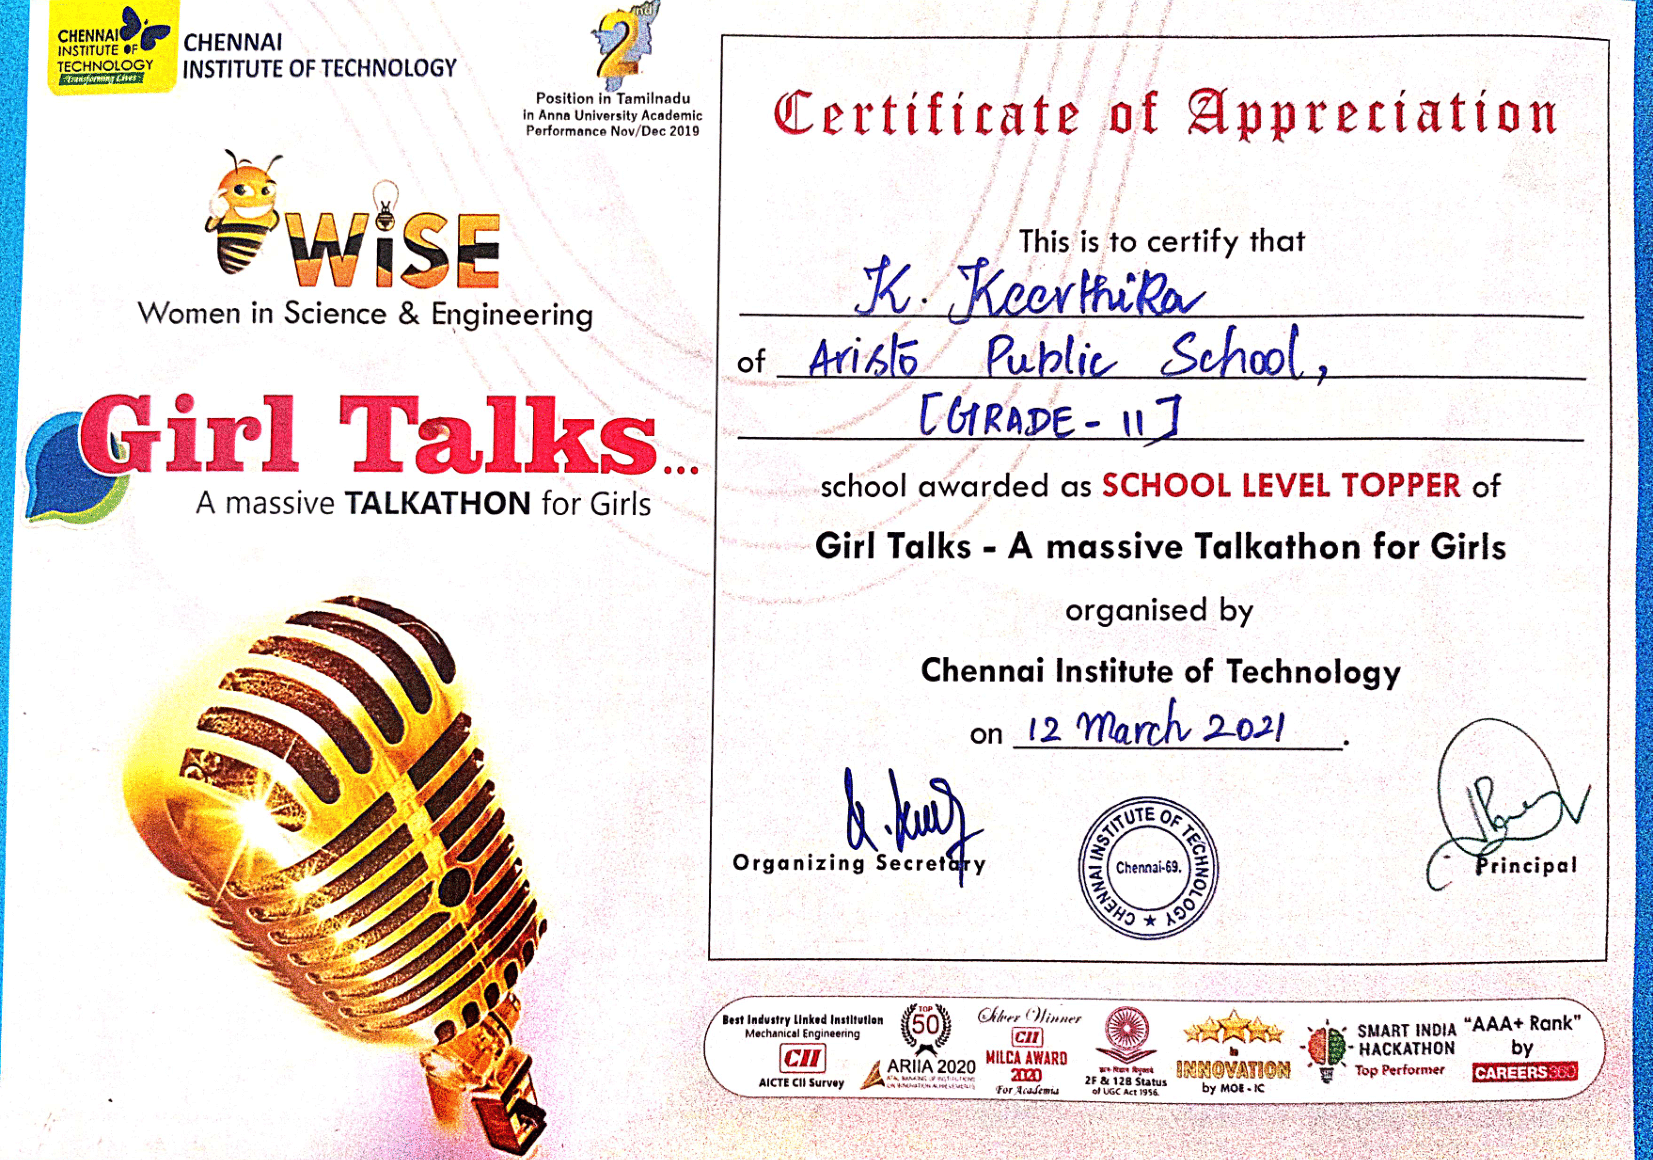 CHENNAI
INSTITUTE OF
TECHNOLOGY
Transforming Lives
CHENNAI
INSTITUTE OF TECHNOLOGY
2nd
Position in Tamilnadu
in Anna University Academic
Performance Nov/Dec 2019
WiSE
Women in Science & Engineering
Girl Talks...
A massive TALKATHON for Girls
Certificate of Appreciation
This is to certify that
K. Keerthika
of Aristo Public School,
[GRADE - 11]
school awarded as SCHOOL LEVEL TOPPER of
Girl Talks - A massive Talkathon for Girls
organised by
Chennai Institute of Technology
on 12 March 2021.
Organizing Secretary
CHENNAI INSTITUTE OF TECHNOLOGY
Chennai-69.
Principal
Best Industry Linked Institution
Mechanical Engineering
CII
AICTE CII Survey
TOP
50
ARIIA 2020
Silver Winner
CII
MILCA AWARD
2020
For Academia
2F & 12B Status
of UGC Act 1956
in
INNOVATION
by MOE - IC
SMART INDIA
HACKATHON
Top Performer
"AAA+ Rank"
by
CAREERS360